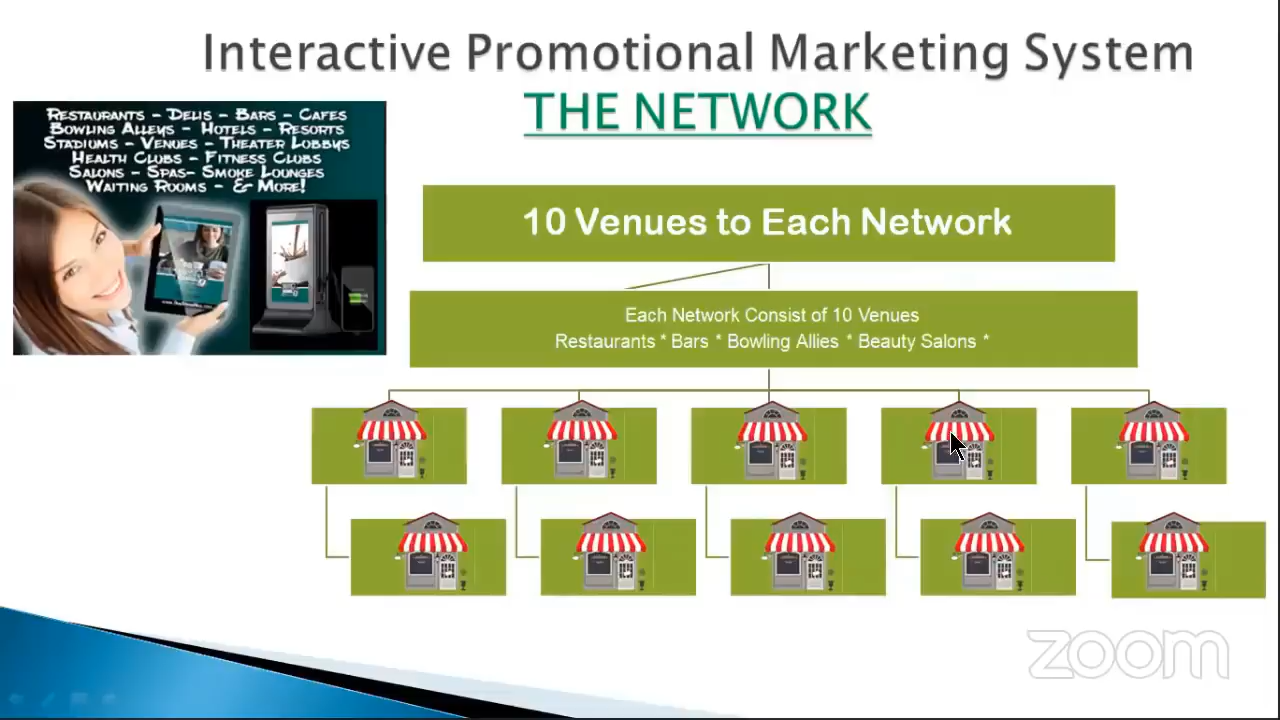 Interactive Promotional Marketing System
THE NETWORK
Restaurants - Delis - Bars - Cafes
Bowling Alleys - Hotels - Resorts
Stadiums - Venues - Theater Lobbys
Health Clubs - Fitness Clubs
Salons - Spas- Smoke Lounges
Waiting Rooms - & More!
10 Venues to Each Network
Each Network Consist of 10 Venues
Restaurants * Bars * Bowling Allies * Beauty Salons *
zoom